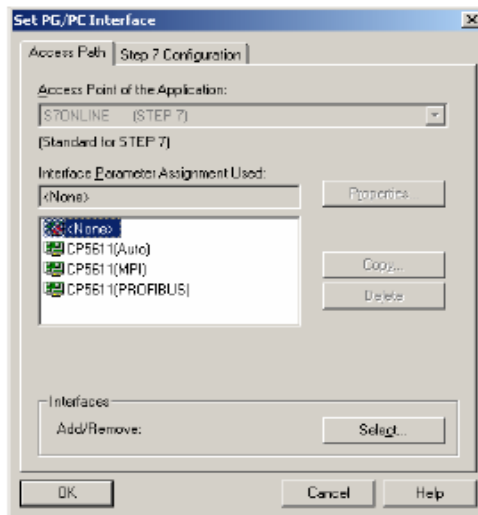 Set PG/PC Interface
Access Path
Step 7 Configuration
Access Point of the Application:
S7ONLINE (STEP 7)
(Standard for STEP 7)
Interface Parameter Assignment Used:
<None>
Properties
<None>
CP5611(Auto)
CP5611(MPI)
CP5611(PROFIBUS)
Copy...
Delete
Interfaces
Add/Remove:
Select...
OK
Cancel
Help